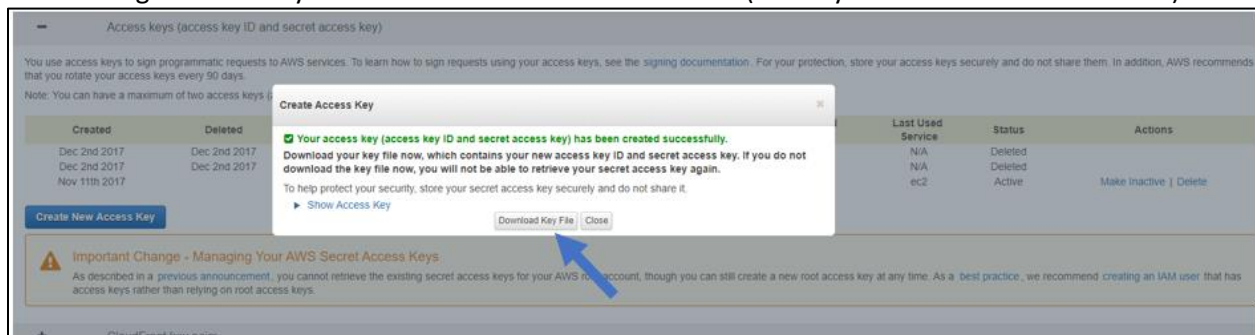 Access keys (access key ID and secret access key)
You use access keys to sign programmatic requests to AWS services. To learn how to sign requests using your access keys, see the signing documentation. For your protection, store your access keys securely and do not share them. In addition, AWS recommends
that you rotate your access keys every 90 days.
Note: You can have a maximum of two access keys
Create Access Key
Created Deleted Last Used Service Status Actions
Your access key (access key ID and secret access key) has been created successfully.
Dec 2nd 2017 Dec 2nd 2017 N/A Deleted
Download your key file now, which contains your new access key ID and secret access key. If you do not
download the key file now, you will not be able to retrieve your secret access key again.
Dec 2nd 2017 Dec 2nd 2017 N/A Deleted
Nov 11th 2017 ec2 Active Make Inactive | Delete
To help protect your security, store your secret access key securely and do not share it.
Show Access Key
Download Key File Close
Create New Access Key
Important Change - Managing Your AWS Secret Access Keys
As described in a previous announcement, you cannot retrieve the existing secret access keys for your AWS account, though you can still create a new root access key at any time. As a best practice, we recommend creating an IAM user that has
access keys rather than relying on root access keys.